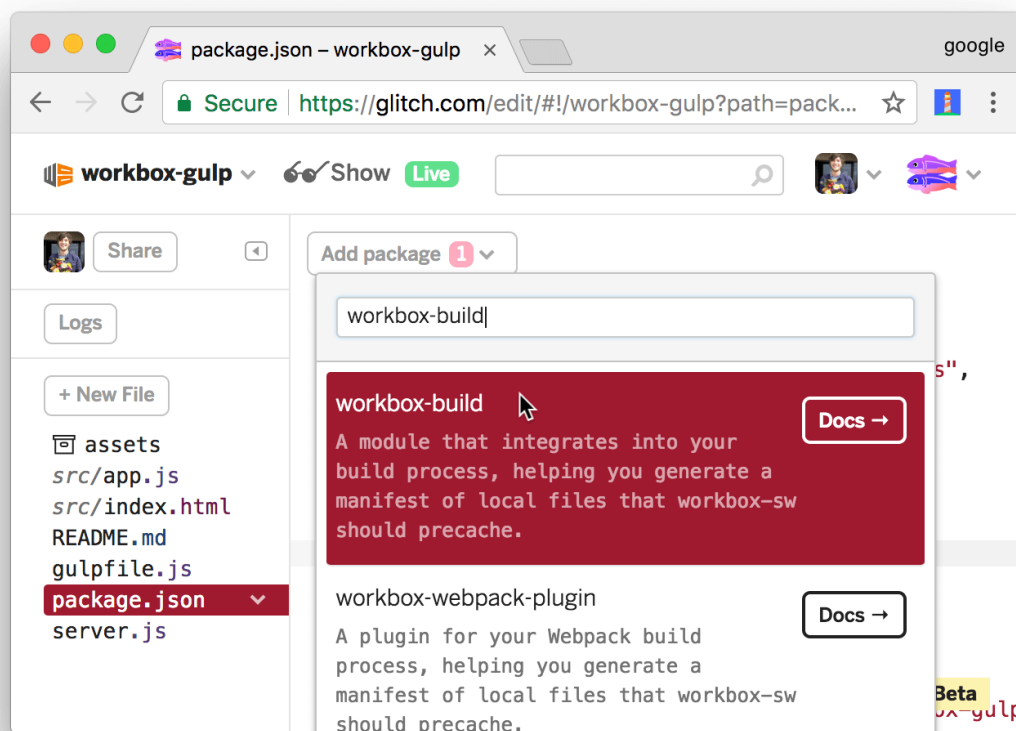 package.json – workbox-gulp
google
Secure https://glitch.com/edit/#!/workbox-gulp?path=pack...
workbox-gulp Show Live
Share
Add package 1
Logs
workbox-build
+ New File
s",
assets
src/app.js
src/index.html
README.md
gulpfile.js
package.json
server.js
workbox-build
Docs →
A module that integrates into your
build process, helping you generate a
manifest of local files that workbox-sw
should precache.
workbox-webpack-plugin
Docs →
A plugin for your Webpack build
process, helping you generate a
manifest of local files that workbox-sw
should precache.
Beta
ox-gulp